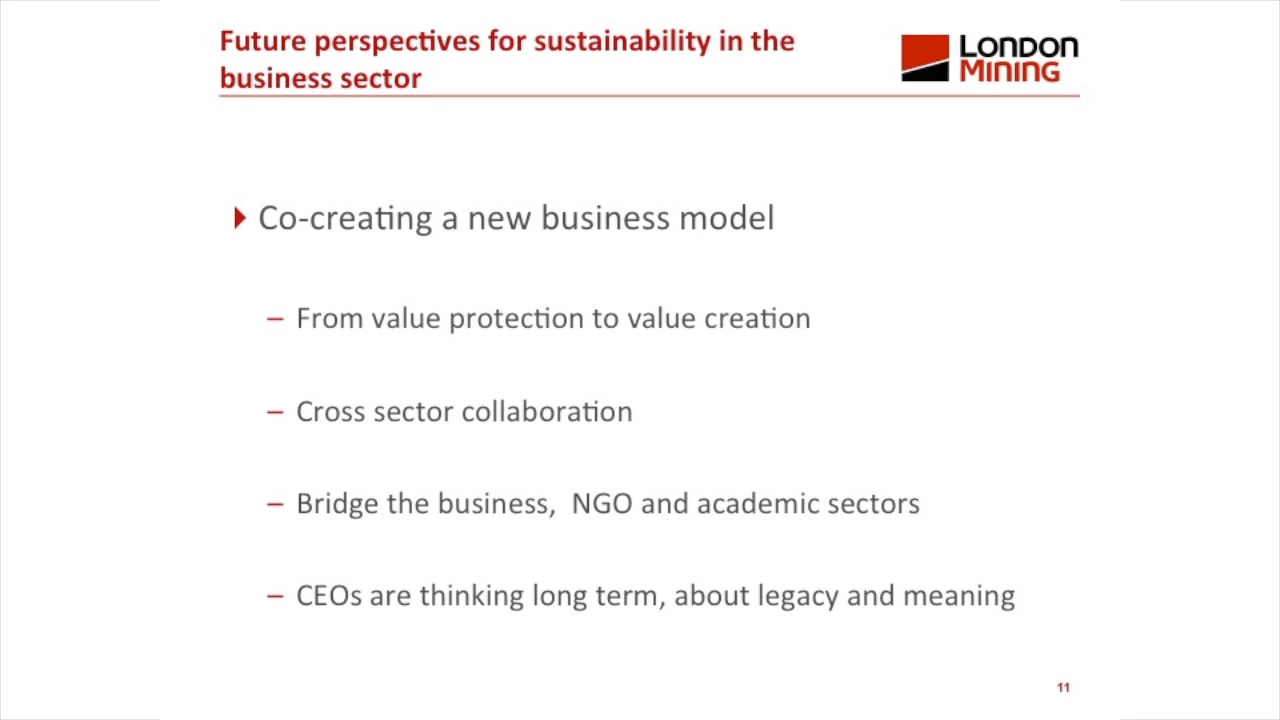 Future perspectives for sustainability in the
business sector
LONDON
MINING
Co-creating a new business model
– From value protection to value creation
– Cross sector collaboration
– Bridge the business,  NGO and academic sectors
– CEOs are thinking long term, about legacy and meaning
11